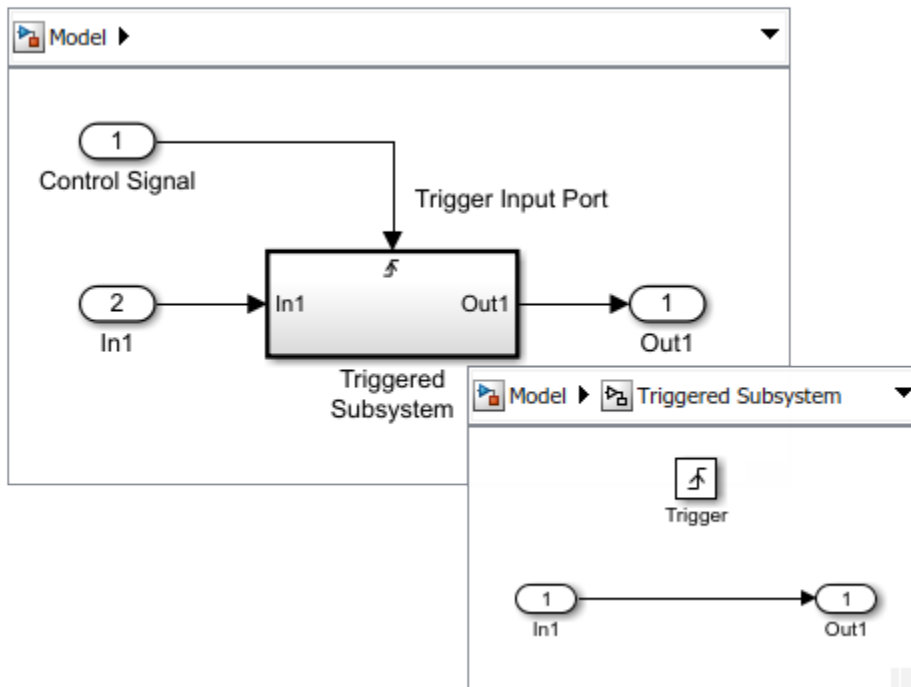 Model
1
Control Signal
Trigger Input Port
2
In1
In1
Out1
1
Out1
Triggered
Subsystem
Model Triggered Subsystem
Trigger
1
In1
1
Out1